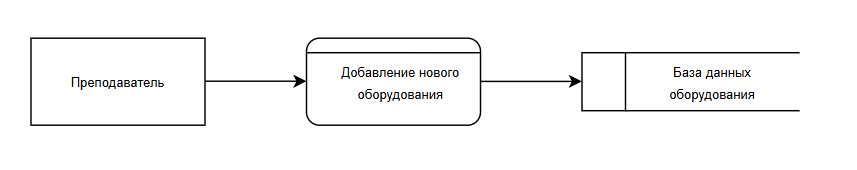 Преподаватель
Добавление нового
оборудования
База данных
оборудования